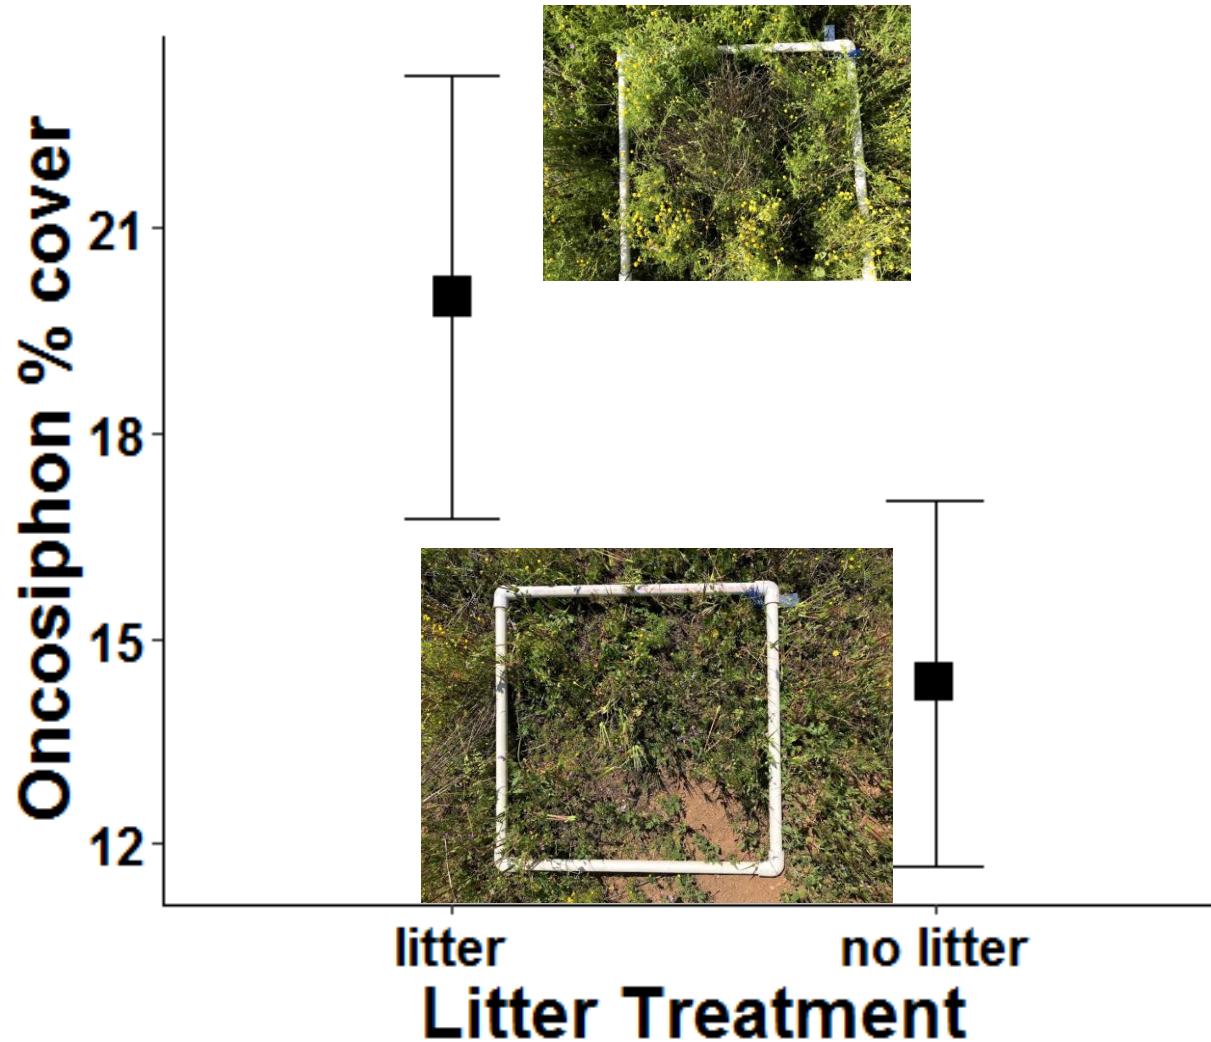 Oncosiphon % cover
21
18
15
12
litter
no litter
Litter Treatment